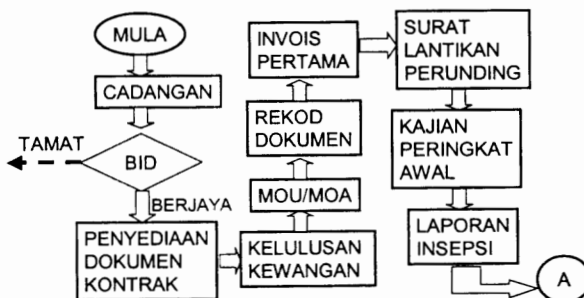 MULA
CADANGAN
TAMAT
BID
BERJAYA
PENYEDIAAN
DOKUMEN
KONTRAK
KELULUSAN
KEWANGAN
MOU/MOA
REKOD
DOKUMEN
INVOIS
PERTAMA
SURAT
LANTIKAN
PERUNDING
KAJIAN
PERINGKAT
AWAL
LAPORAN
INSEPSI
A